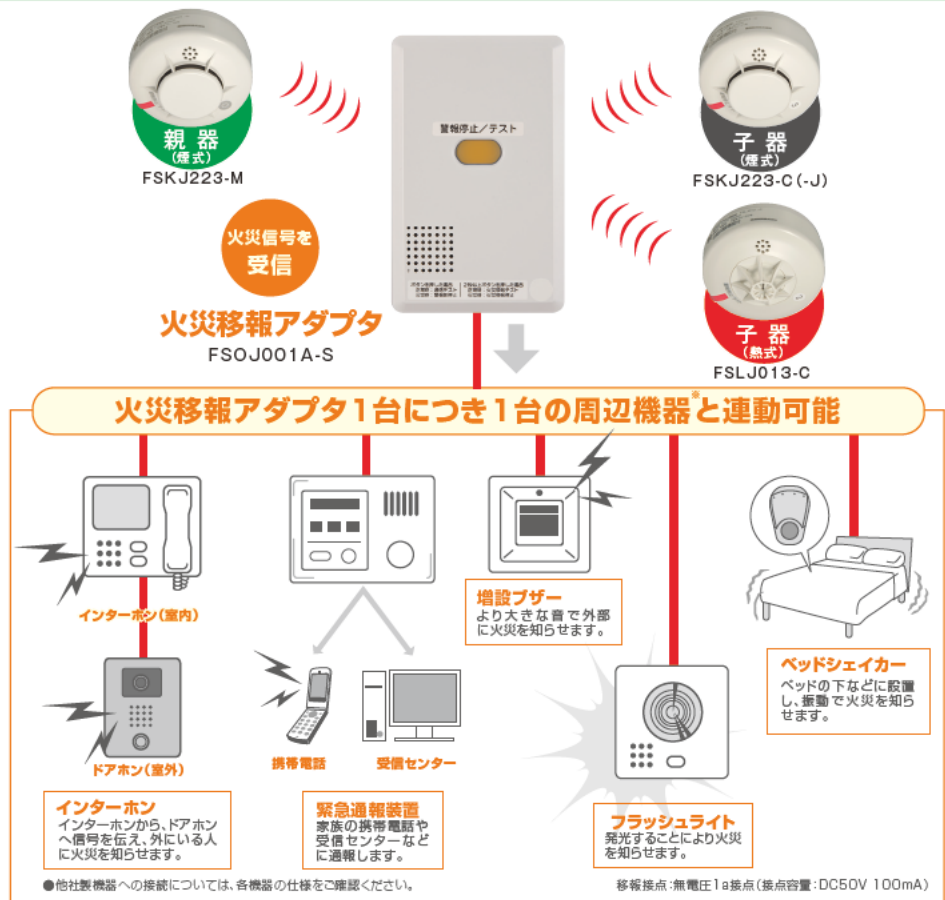 親器
(煙式)
FSKJ223-M
警報停止/テスト
子器
(煙式)
FSKJ223-C(-J)
火災信号を
受信
火災移報アダプタ
FSOJ001A-S
子器
(熱式)
FSLJ013-C
火災移報アダプタ1台につき1台の周辺機器※と連動可能
インターホン(室内)
増設ブザー
より大きな音で外部
に火災を知らせます。
ベッドシェイカー
ベッドの下などに設置
し、振動で火災を知ら
せます。
ドアホン(室外)
携帯電話
受信センター
インターホン
インターホンから、ドアホン
へ信号を伝え、外にいる人
に火災を知らせます。
緊急通報装置
家族の携帯電話や
受信センターなど
に通報します。
フラッシュライト
発光することにより火災
を知らせます。
●他社製機器への接続については、各機器の仕様をご確認ください。
移報接点:無電圧1a接点(接点容量:DC50V 100mA)